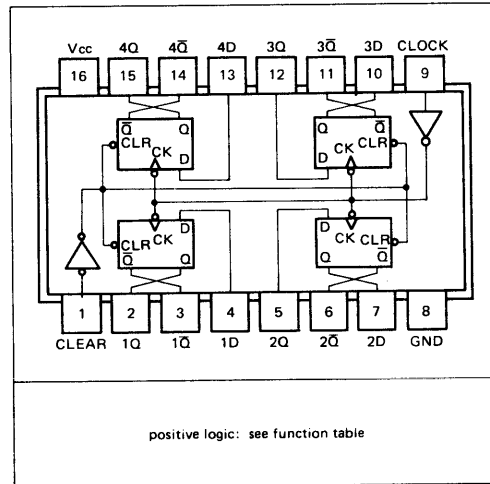 Vcc 4Q 4Q̅ 4D 3Q 3Q̅ 3D CLOCK
16 15 14 13 12 11 10 9
Q̅ Q Q Q̅
CLR CK D D CK CLR
CLR CK D D CK CLR
Q̅ Q Q Q̅
1 2 3 4 5 6 7 8
CLEAR 1Q 1Q̅ 1D 2Q 2Q̅ 2D GND
positive logic: see function table